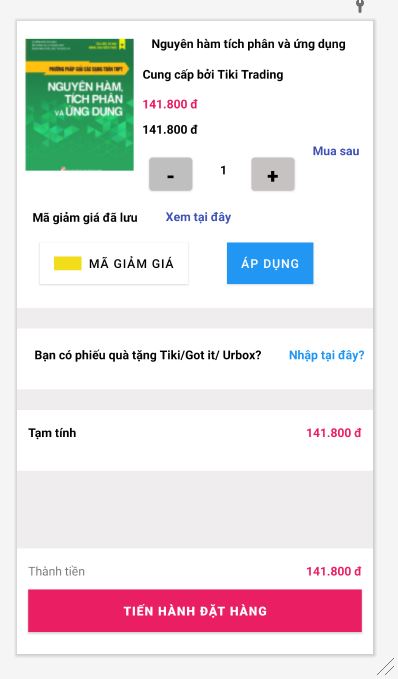 Nguyên hàm tích phân và ứng dụng
PHƯƠNG PHÁP GIẢI CÁC DẠNG TOÁN THPT
NGUYÊN HÀM,
TÍCH PHÂN
VÀ ỨNG DỤNG
Cung cấp bởi Tiki Trading
141.800 đ
141.800 đ
Mua sau
- 1 +
Mã giảm giá đã lưu Xem tại đây
MÃ GIẢM GIÁ ÁP DỤNG
Bạn có phiếu quà tặng Tiki/Got it/ Urbox? Nhập tại đây?
Tạm tính 141.800 đ
Thành tiền 141.800 đ
TIẾN HÀNH ĐẶT HÀNG